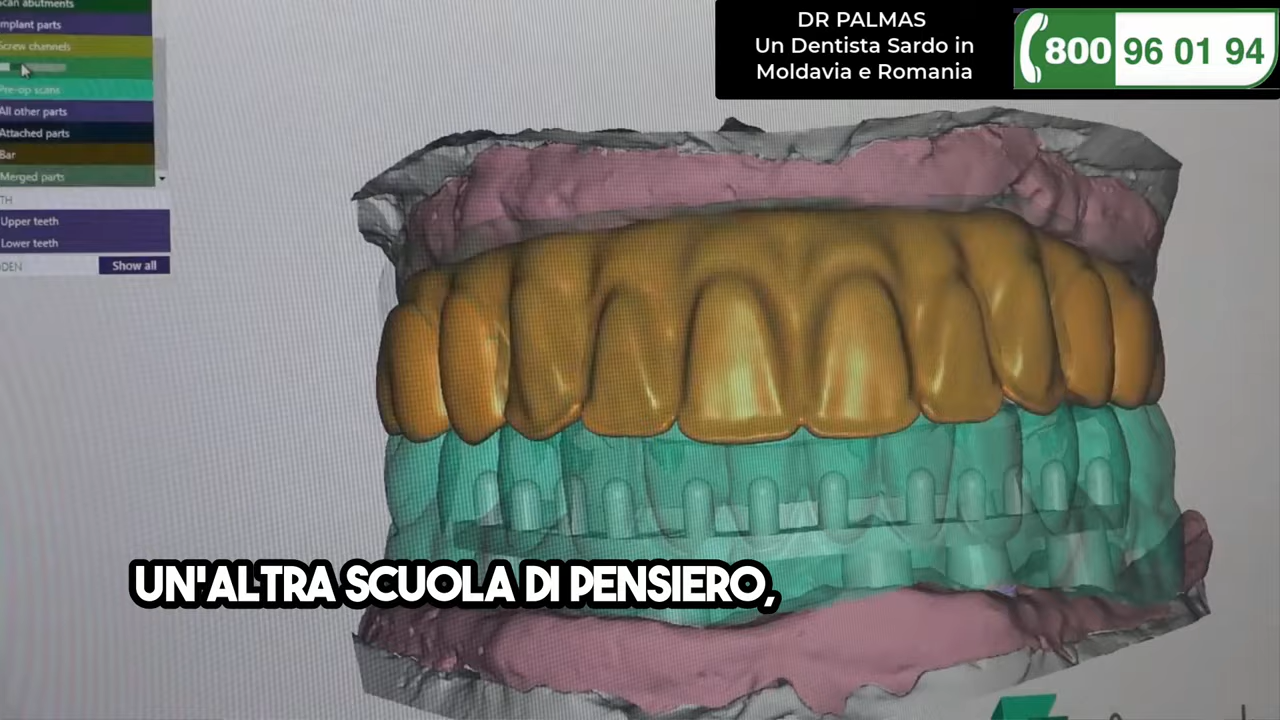 Scan abutments
Implant parts
Screw channels
Pre-op scans
All other parts
Attached parts
Bar
Merged parts
Upper teeth
Lower teeth
Show all
DR PALMAS
Un Dentista Sardo in
Moldavia e Romania
800 96 01 94
UN'ALTRA SCUOLA DI PENSIERO,